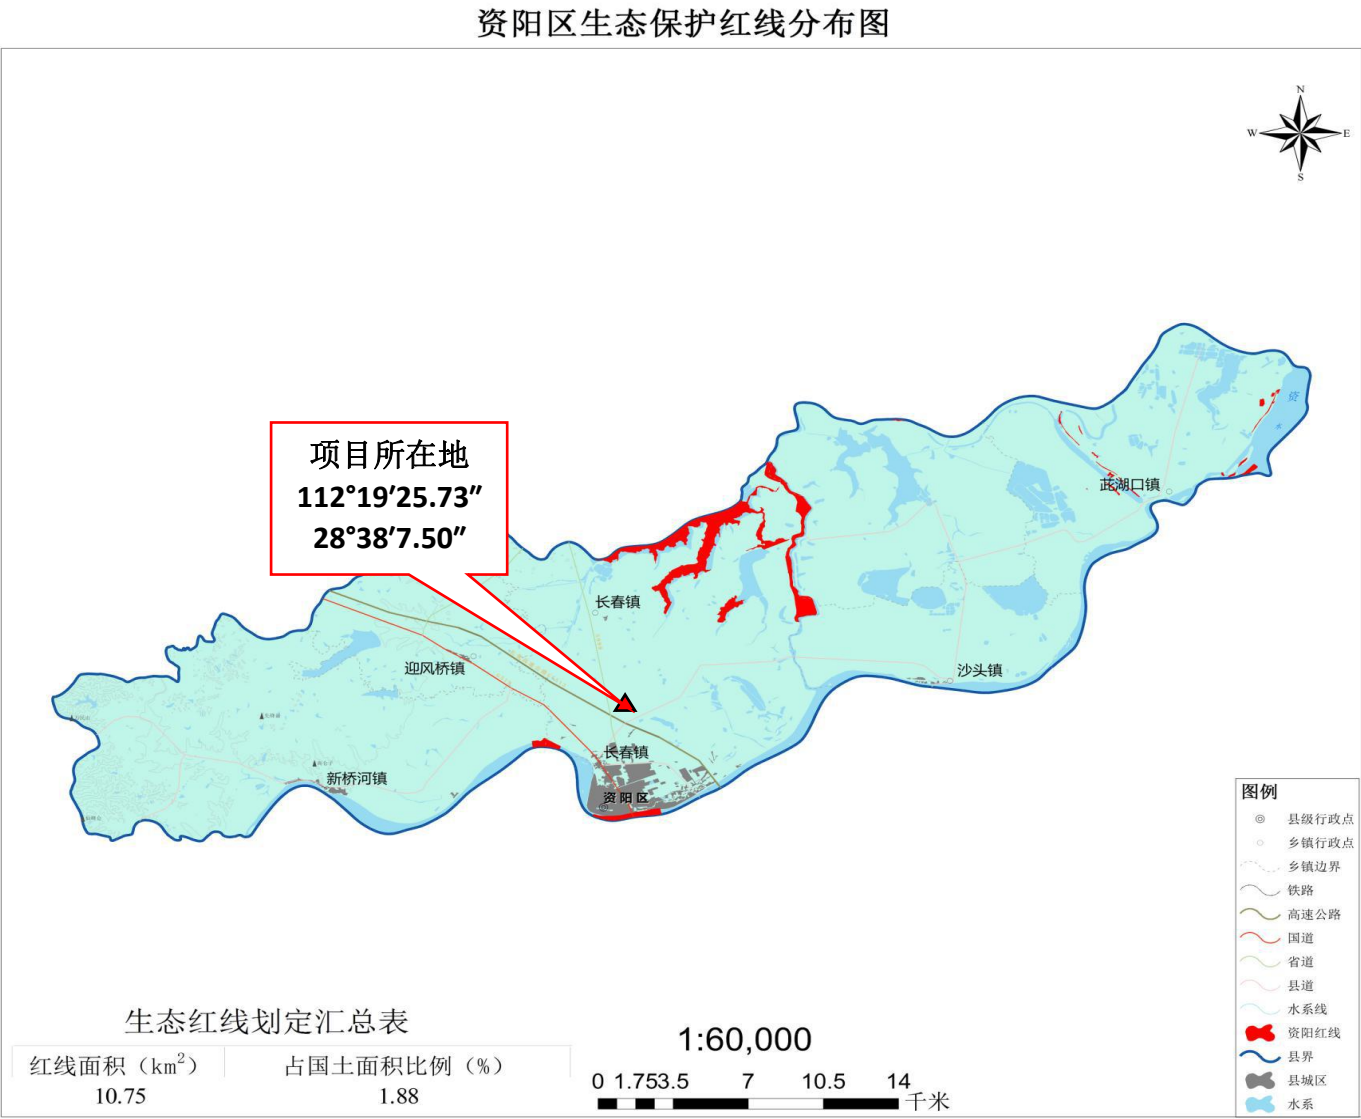 资阳区生态保护红线分布图
N
W
E
S
项目所在地
112°19′25.73″
28°38′7.50″
资
水
茈湖口镇
长春镇
迎风桥镇
沙头镇
长春镇
新桥河镇
资阳区
图例
县级行政点
乡镇行政点
乡镇边界
铁路
高速公路
国道
省道
县道
水系线
资阳红线
县界
县城区
水系
生态红线划定汇总表
红线面积（km²） 占国土面积比例（%）
10.75 1.88
1:60,000
0 1.75 3.5 7 10.5 14
千米